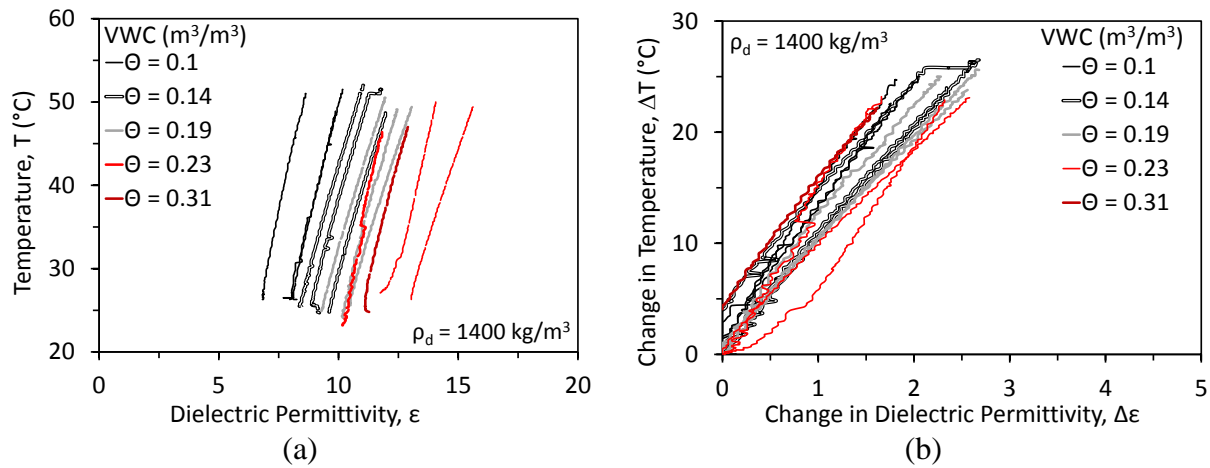 60
50
40
30
20
Temperature, T (°C)
VWC (m³/m³)
Θ = 0.1
Θ = 0.14
Θ = 0.19
Θ = 0.23
Θ = 0.31
ρd = 1400 kg/m³
0 5 10 15 20
Dielectric Permittivity, ε
(a)
30
20
10
0
Change in Temperature, ΔT (°C)
ρd = 1400 kg/m³
VWC (m³/m³)
Θ = 0.1
Θ = 0.14
Θ = 0.19
Θ = 0.23
Θ = 0.31
0 1 2 3 4 5
Change in Dielectric Permittivity, Δε
(b)